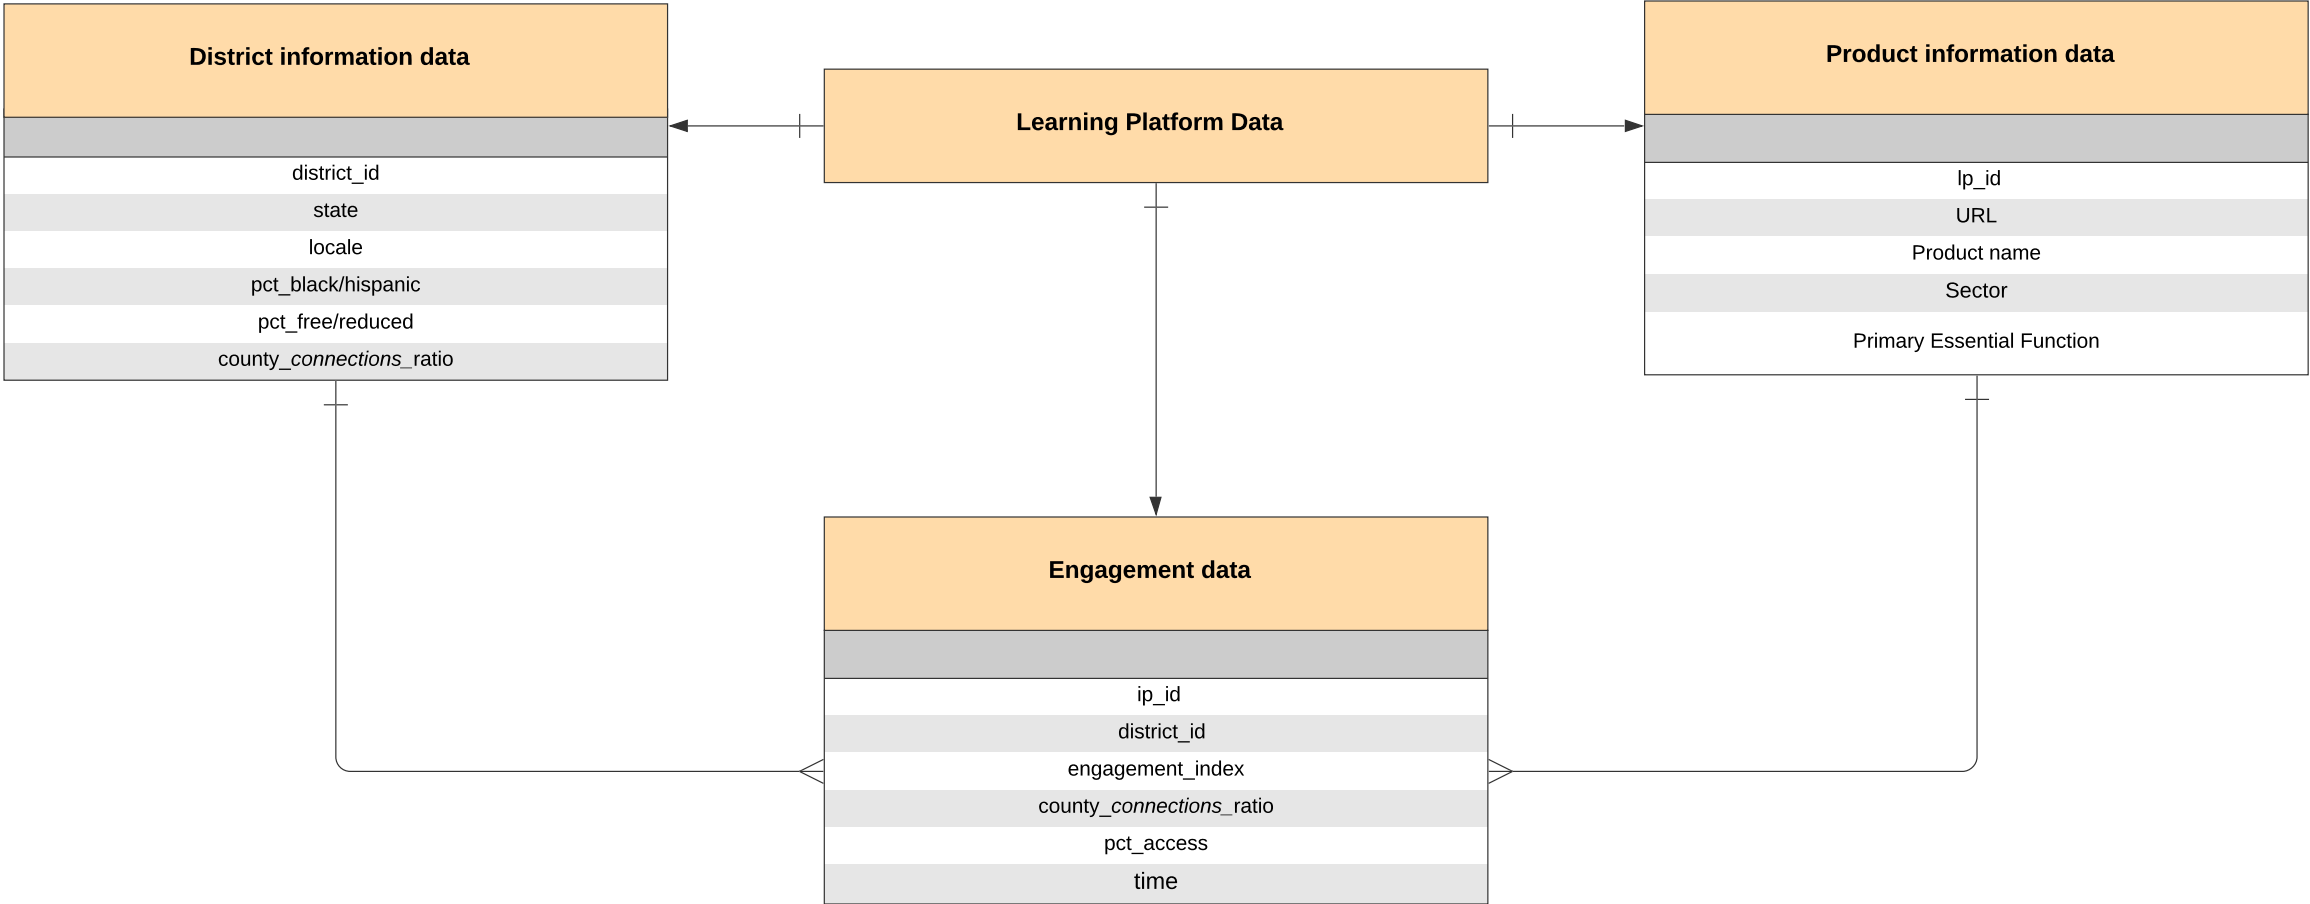 District information data
district_id
state
locale
pct_black/hispanic
pct_free/reduced
county_connections_ratio
Learning Platform Data
Product information data
lp_id
URL
Product name
Sector
Primary Essential Function
Engagement data
ip_id
district_id
engagement_index
county_connections_ratio
pct_access
time